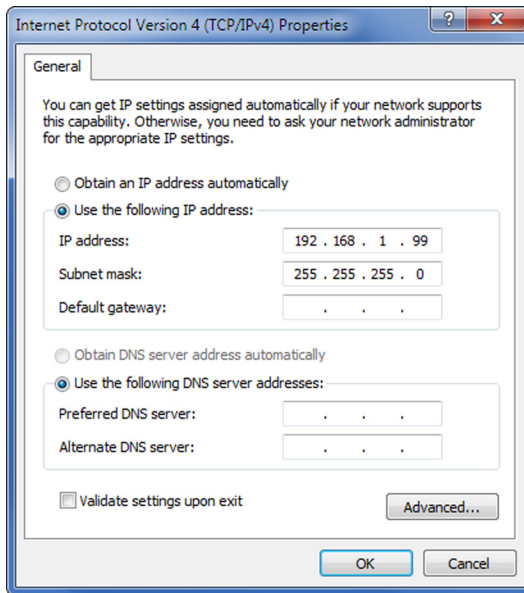 Internet Protocol Version 4 (TCP/IPv4) Properties
General
You can get IP settings assigned automatically if your network supports
this capability. Otherwise, you need to ask your network administrator
for the appropriate IP settings.
Obtain an IP address automatically
Use the following IP address:
IP address: 192 . 168 . 1 . 99
Subnet mask: 255 . 255 . 255 . 0
Default gateway: . . .
Obtain DNS server address automatically
Use the following DNS server addresses:
Preferred DNS server: . . .
Alternate DNS server: . . .
Validate settings upon exit
Advanced...
OK Cancel